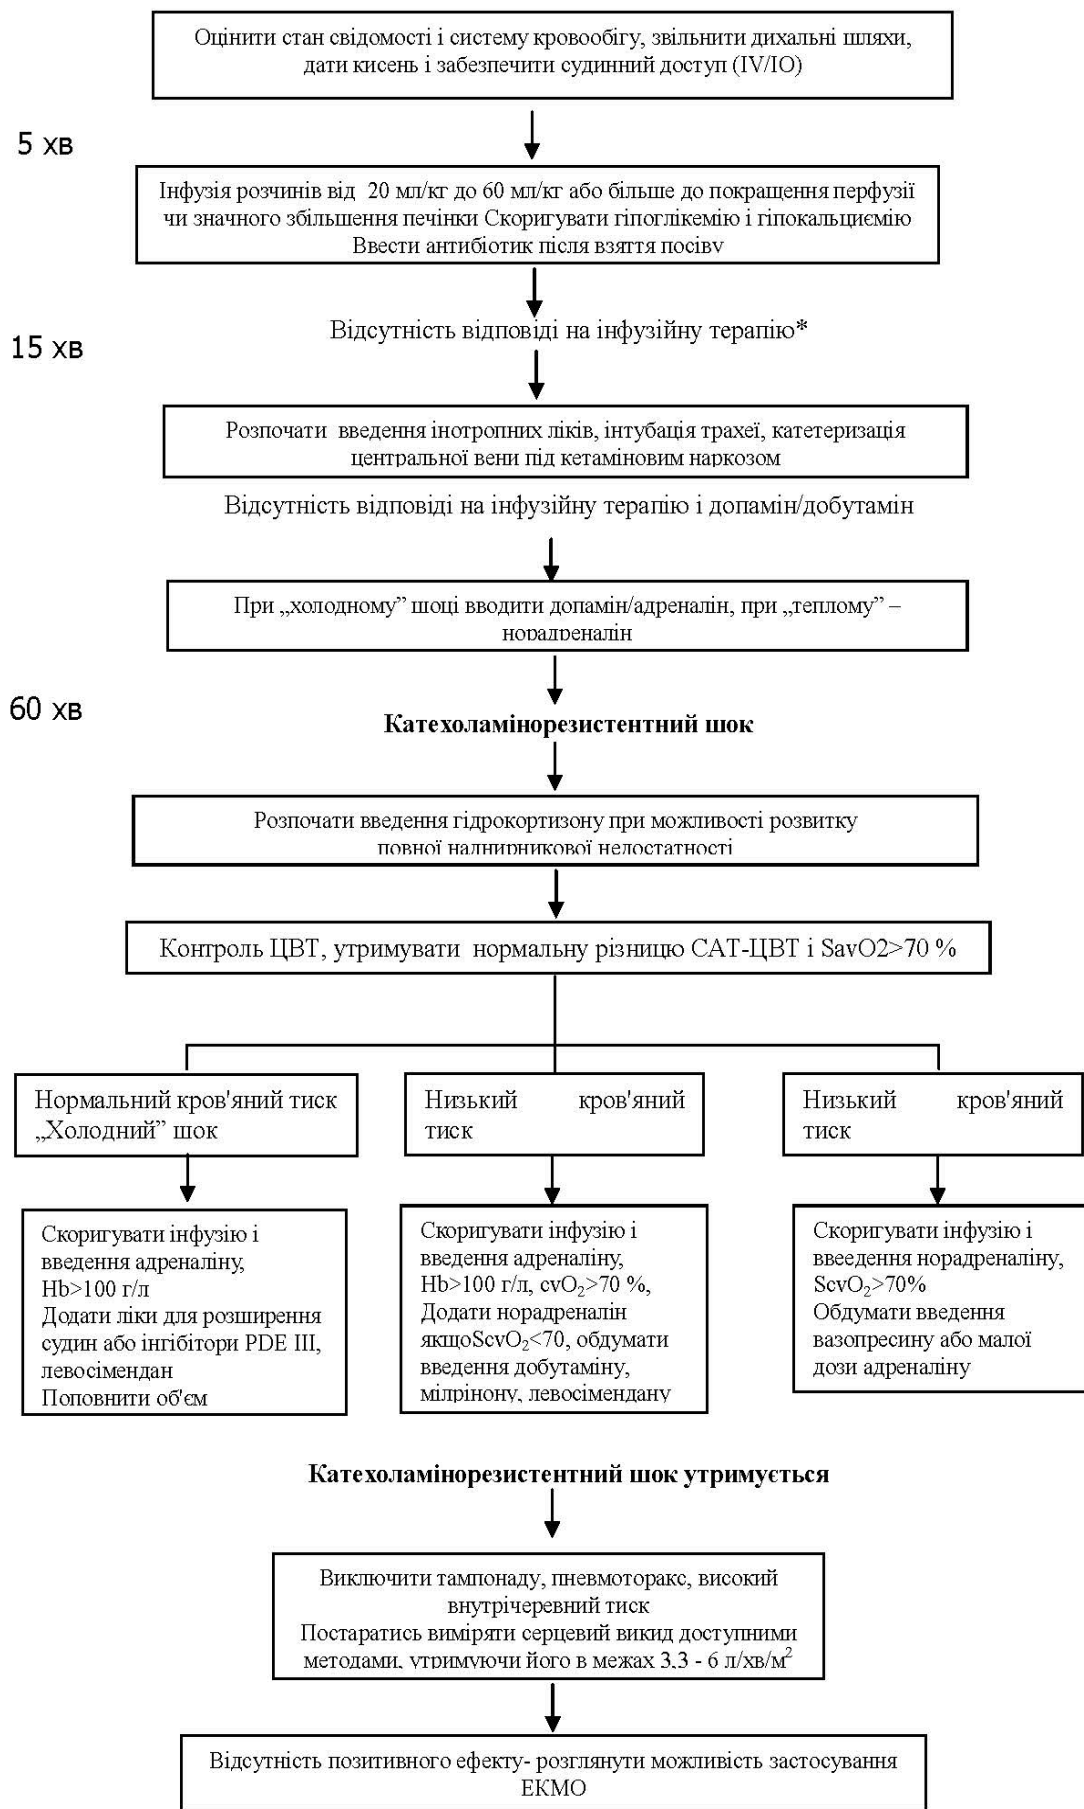 Оцінити стан свідомості і систему кровообігу, звільнити дихальні шляхи,
дати кисень і забезпечити судинний доступ (IV/IO)
5 хв
Інфузія розчинів від 20 мл/кг до 60 мл/кг або більше до покращення перфузії
чи значного збільшення печінки Скоригувати гіпоглікемію і гіпокальциємію
Ввести антибіотик після взяття посіву
Відсутність відповіді на інфузійну терапію*
15 хв
Розпочати введення інотропних ліків, інтубація трахеї, катетеризація
центральної вени під кетаміновим наркозом
Відсутність відповіді на інфузійну терапію і допамін/добутамін
При „холодному” шоці вводити допамін/адреналін, при „теплому” –
норадреналін
60 хв
Катехоламінорезистентний шок
Розпочати введення гідрокортизону при можливості розвитку
повної наднирникової недостатності
Контроль ЦВТ, утримувати нормальну різницю САТ-ЦВТ і SavO2>70 %
Нормальний кров'яний тиск
„Холодний” шок
Скоригувати інфузію і
введення адреналіну,
Hb>100 г/л
Додати ліки для розширення
судин або інгібітори PDE III,
левосімендан
Поповнити об'єм
Низький кров'яний
тиск
Скоригувати інфузію і
введення адреналіну,
Hb>100 г/л, cvO₂>70 %,
Додати норадреналін
якщоScvO₂<70, обдумати
введення добутаміну,
мілрінону, левосімендану
Низький кров'яний
тиск
Скоригувати інфузію і
ввеедення норадреналіну,
ScvO₂>70%
Обдумати введення
вазопресину або малої
дози адреналіну
Катехоламінорезистентний шок утримується
Виключити тампонаду, пневмоторакс, високий
внутрічеревний тиск
Постаратись виміряти серцевий викид доступними
методами, утримуючи його в межах 3,3 - 6 л/хв/м²
Відсутність позитивного ефекту- розглянути можливість застосування
ЕКМО